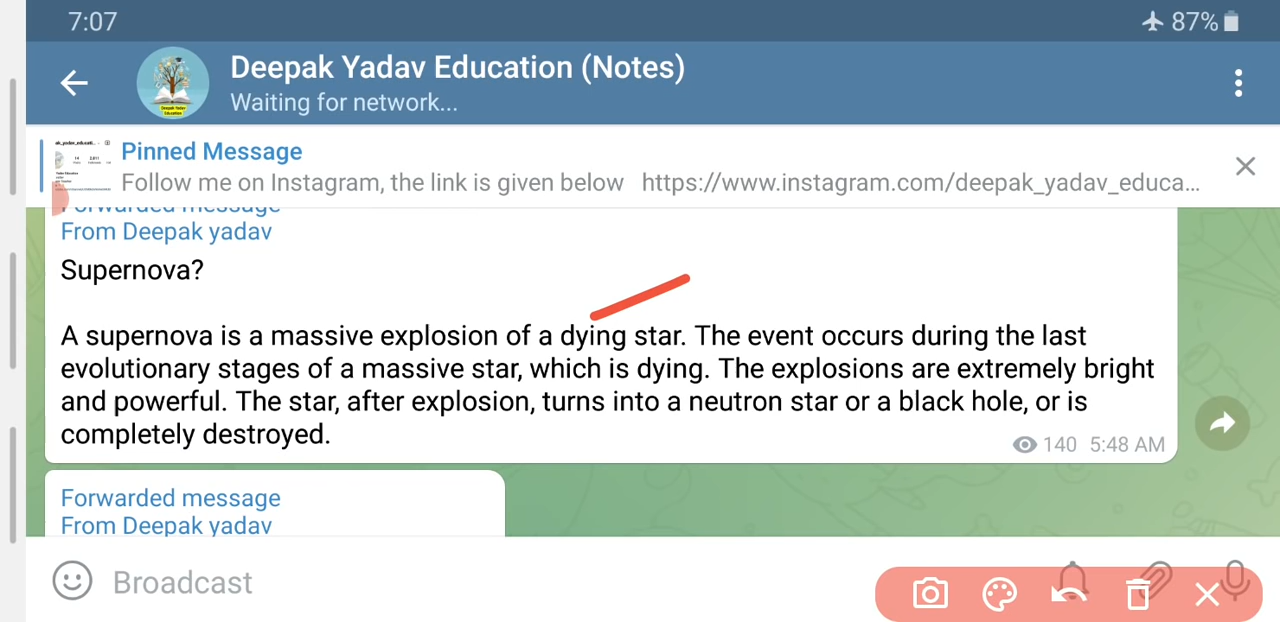 7:07
87%
Deepak Yadav Education (Notes)
Waiting for network...
Pinned Message
Follow me on Instagram, the link is given below https://www.instagram.com/deepak_yadav_educa...
Forwarded message
From Deepak yadav
Supernova?
A supernova is a massive explosion of a dying star. The event occurs during the last
evolutionary stages of a massive star, which is dying. The explosions are extremely bright
and powerful. The star, after explosion, turns into a neutron star or a black hole, or is
completely destroyed.
140 5:48 AM
Forwarded message
From Deepak yadav
Broadcast